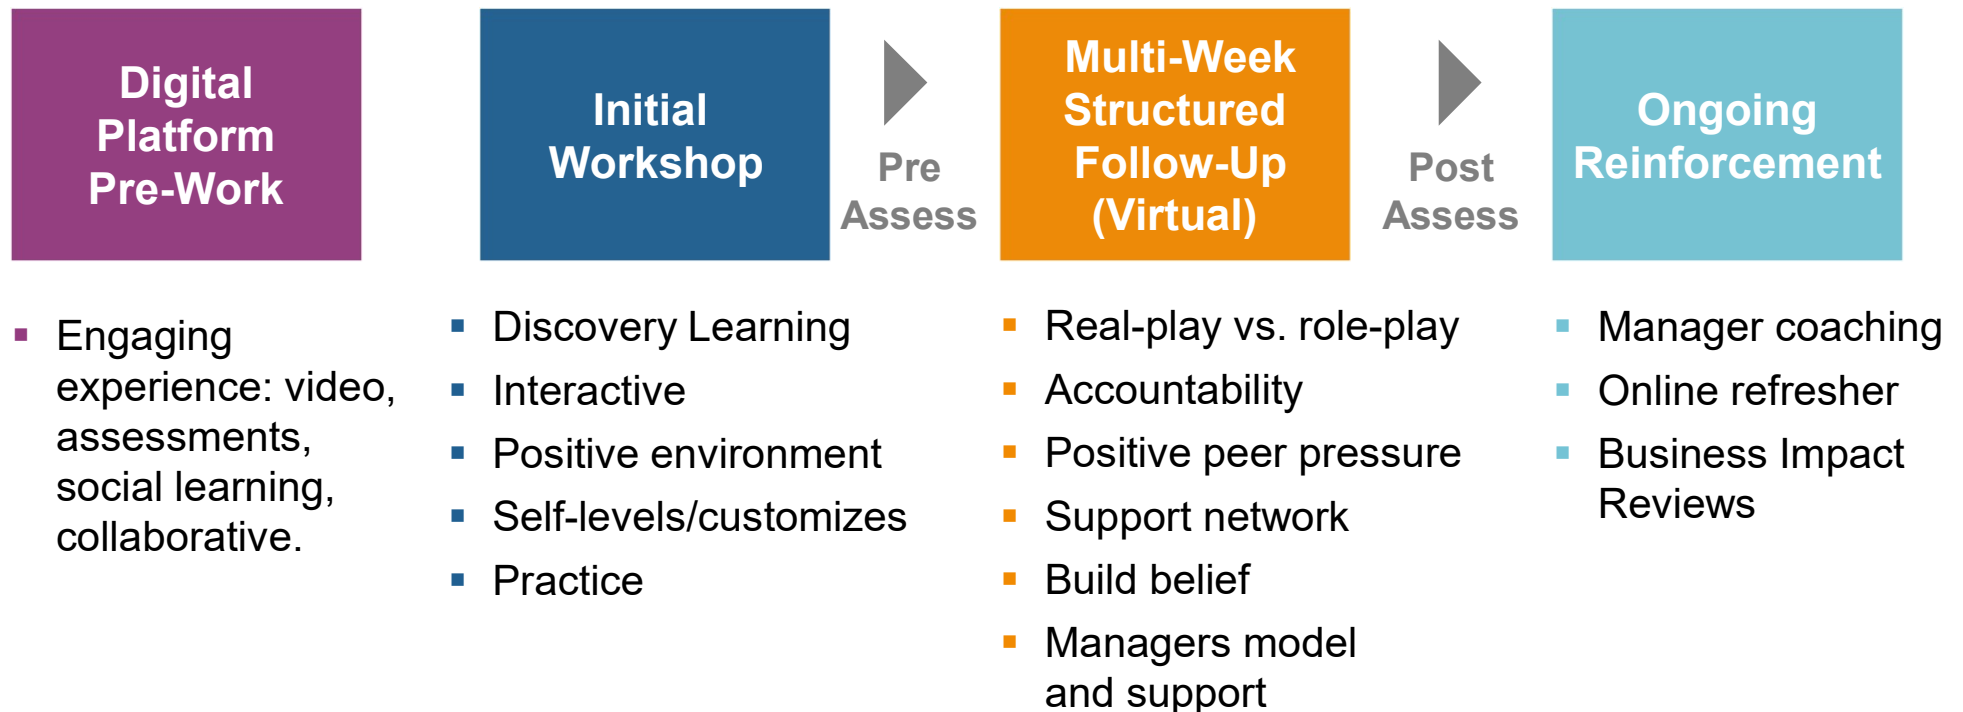 Digital
Platform
Pre-Work
Initial
Workshop
Pre
Assess
Multi-Week
Structured
Follow-Up
(Virtual)
Post
Assess
Ongoing
Reinforcement
Engaging
experience: video,
assessments,
social learning,
collaborative.
Discovery Learning
Interactive
Positive environment
Self-levels/customizes
Practice
Real-play vs. role-play
Accountability
Positive peer pressure
Support network
Build belief
Managers model
and support
Manager coaching
Online refresher
Business Impact
Reviews